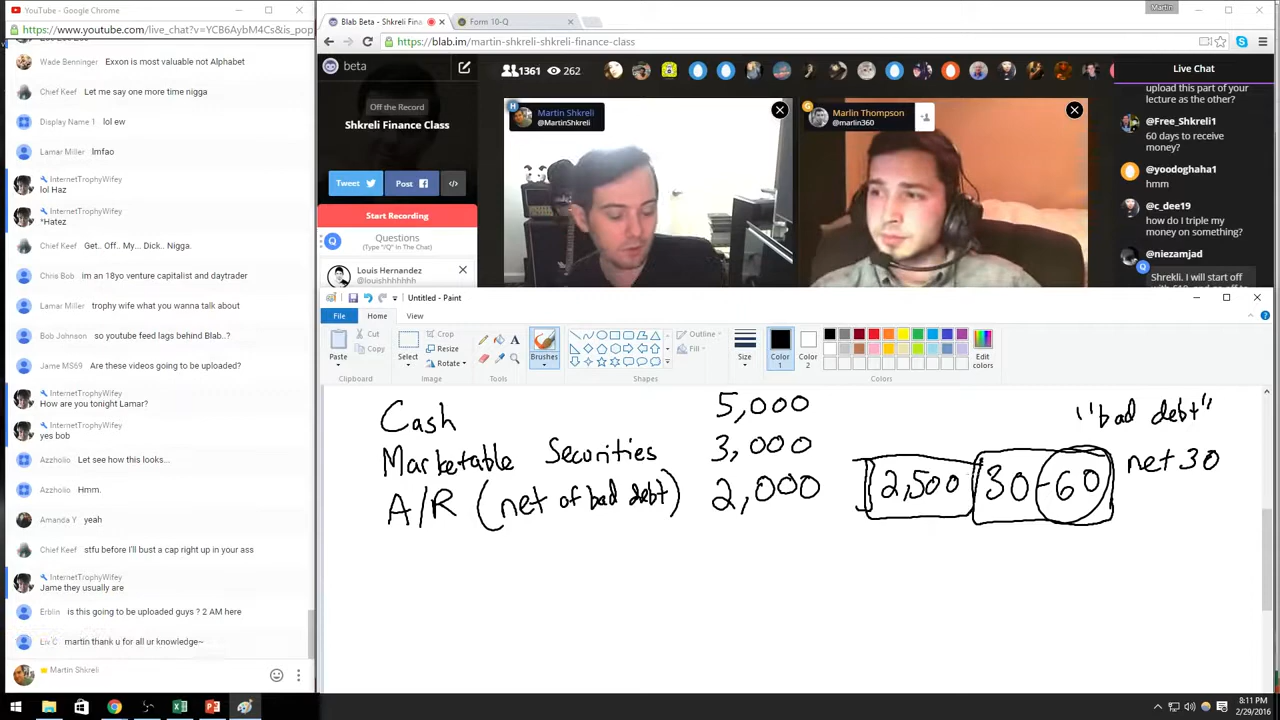 YouTube - Google Chrome
https://www.youtube.com/live_chat?v=YCB6AybM4Cs&is_pop
Wade Benninger Exxon is most valuable not Alphabet
Chief Keef Let me say one more time nigga
Display Name 1 lol ew
Lamar Miller lmfao
InternetTrophyWifey
lol Haz
InternetTrophyWifey
*Hatez
Chief Keef Get.. Off.. My... Dick.. Nigga.
Chris Bob im an 18yo venture capitalist and daytrader
Lamar Miller trophy wife what you wanna talk about
Bob Johnson so youtube feed lags behind Blab..?
Jame MS69 Are these videos going to be uploaded?
InternetTrophyWifey
How are you tonight Lamar?
InternetTrophyWifey
yes bob
Azzholio Let see how this looks...
Azzholio Hmm.
Amanda Y yeah
Chief Keef stfu before I'll bust a cap right up in your ass
InternetTrophyWifey
Jame they usually are
Erblin is this going to be uploaded guys ? 2 AM here
Liv C martin thank u for all ur knowledge~
Martin Shkreli
Martin
Blab Beta - Shkreli Finan
Form 10-Q
https://blab.im/martin-shkreli-shkreli-finance-class
beta
1361 262
Off the Record
Shkreli Finance Class
Tweet Post </>
Start Recording
Q Questions
(Type "/Q" in The Chat)
Louis Hernandez
@louishhhhhhh
H Martin Shkreli
@MartinShkreli
G Marlin Thompson
@marlin360
Live Chat
upload this part of your
lecture as the other?
@Free_Shkreli1
60 days to receive
money?
@yoodoghaha1
hmm
@c_dee19
how do I triple my
money on something?
@niezamjad
Q
Shrekli. I will start off
Untitled - Paint
File Home View
Paste
Cut
Copy
Clipboard
Select
Crop
Resize
Rotate
Image
A
Tools
Brushes
Outline
Fill
Shapes
Size
Color
1
Color
2
Edit
colors
Colors
Cash 5,000
Marketable Securities 3,000
A/R (net of bad debt) 2,000
2,500 30-60
"bad debt"
net 30
8:11 PM
2/29/2016